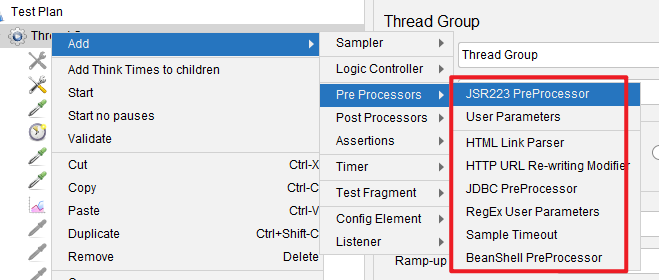 Test Plan
Thread Group
Add
Add Think Times to children
Start
Start no pauses
Validate
Cut Ctrl-X
Copy Ctrl-C
Paste Ctrl-V
Duplicate Ctrl+Shift-C
Remove Delete
Sampler
Logic Controller
Pre Processors
Post Processors
Assertions
Timer
Test Fragment
Config Element
Listener
JSR223 PreProcessor
User Parameters
HTML Link Parser
HTTP URL Re-writing Modifier
JDBC PreProcessor
RegEx User Parameters
Sample Timeout
BeanShell PreProcessor
Thread Group
Ramp-up